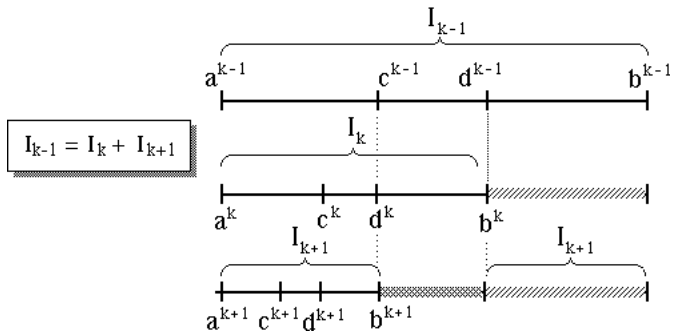 I_{k-1}
a^{k-1} c^{k-1} d^{k-1} b^{k-1}
I_{k-1} = I_k + I_{k+1}
I_k
a^k c^k d^k b^k
I_{k+1} I_{k+1}
a^{k+1} c^{k+1} d^{k+1} b^{k+1}